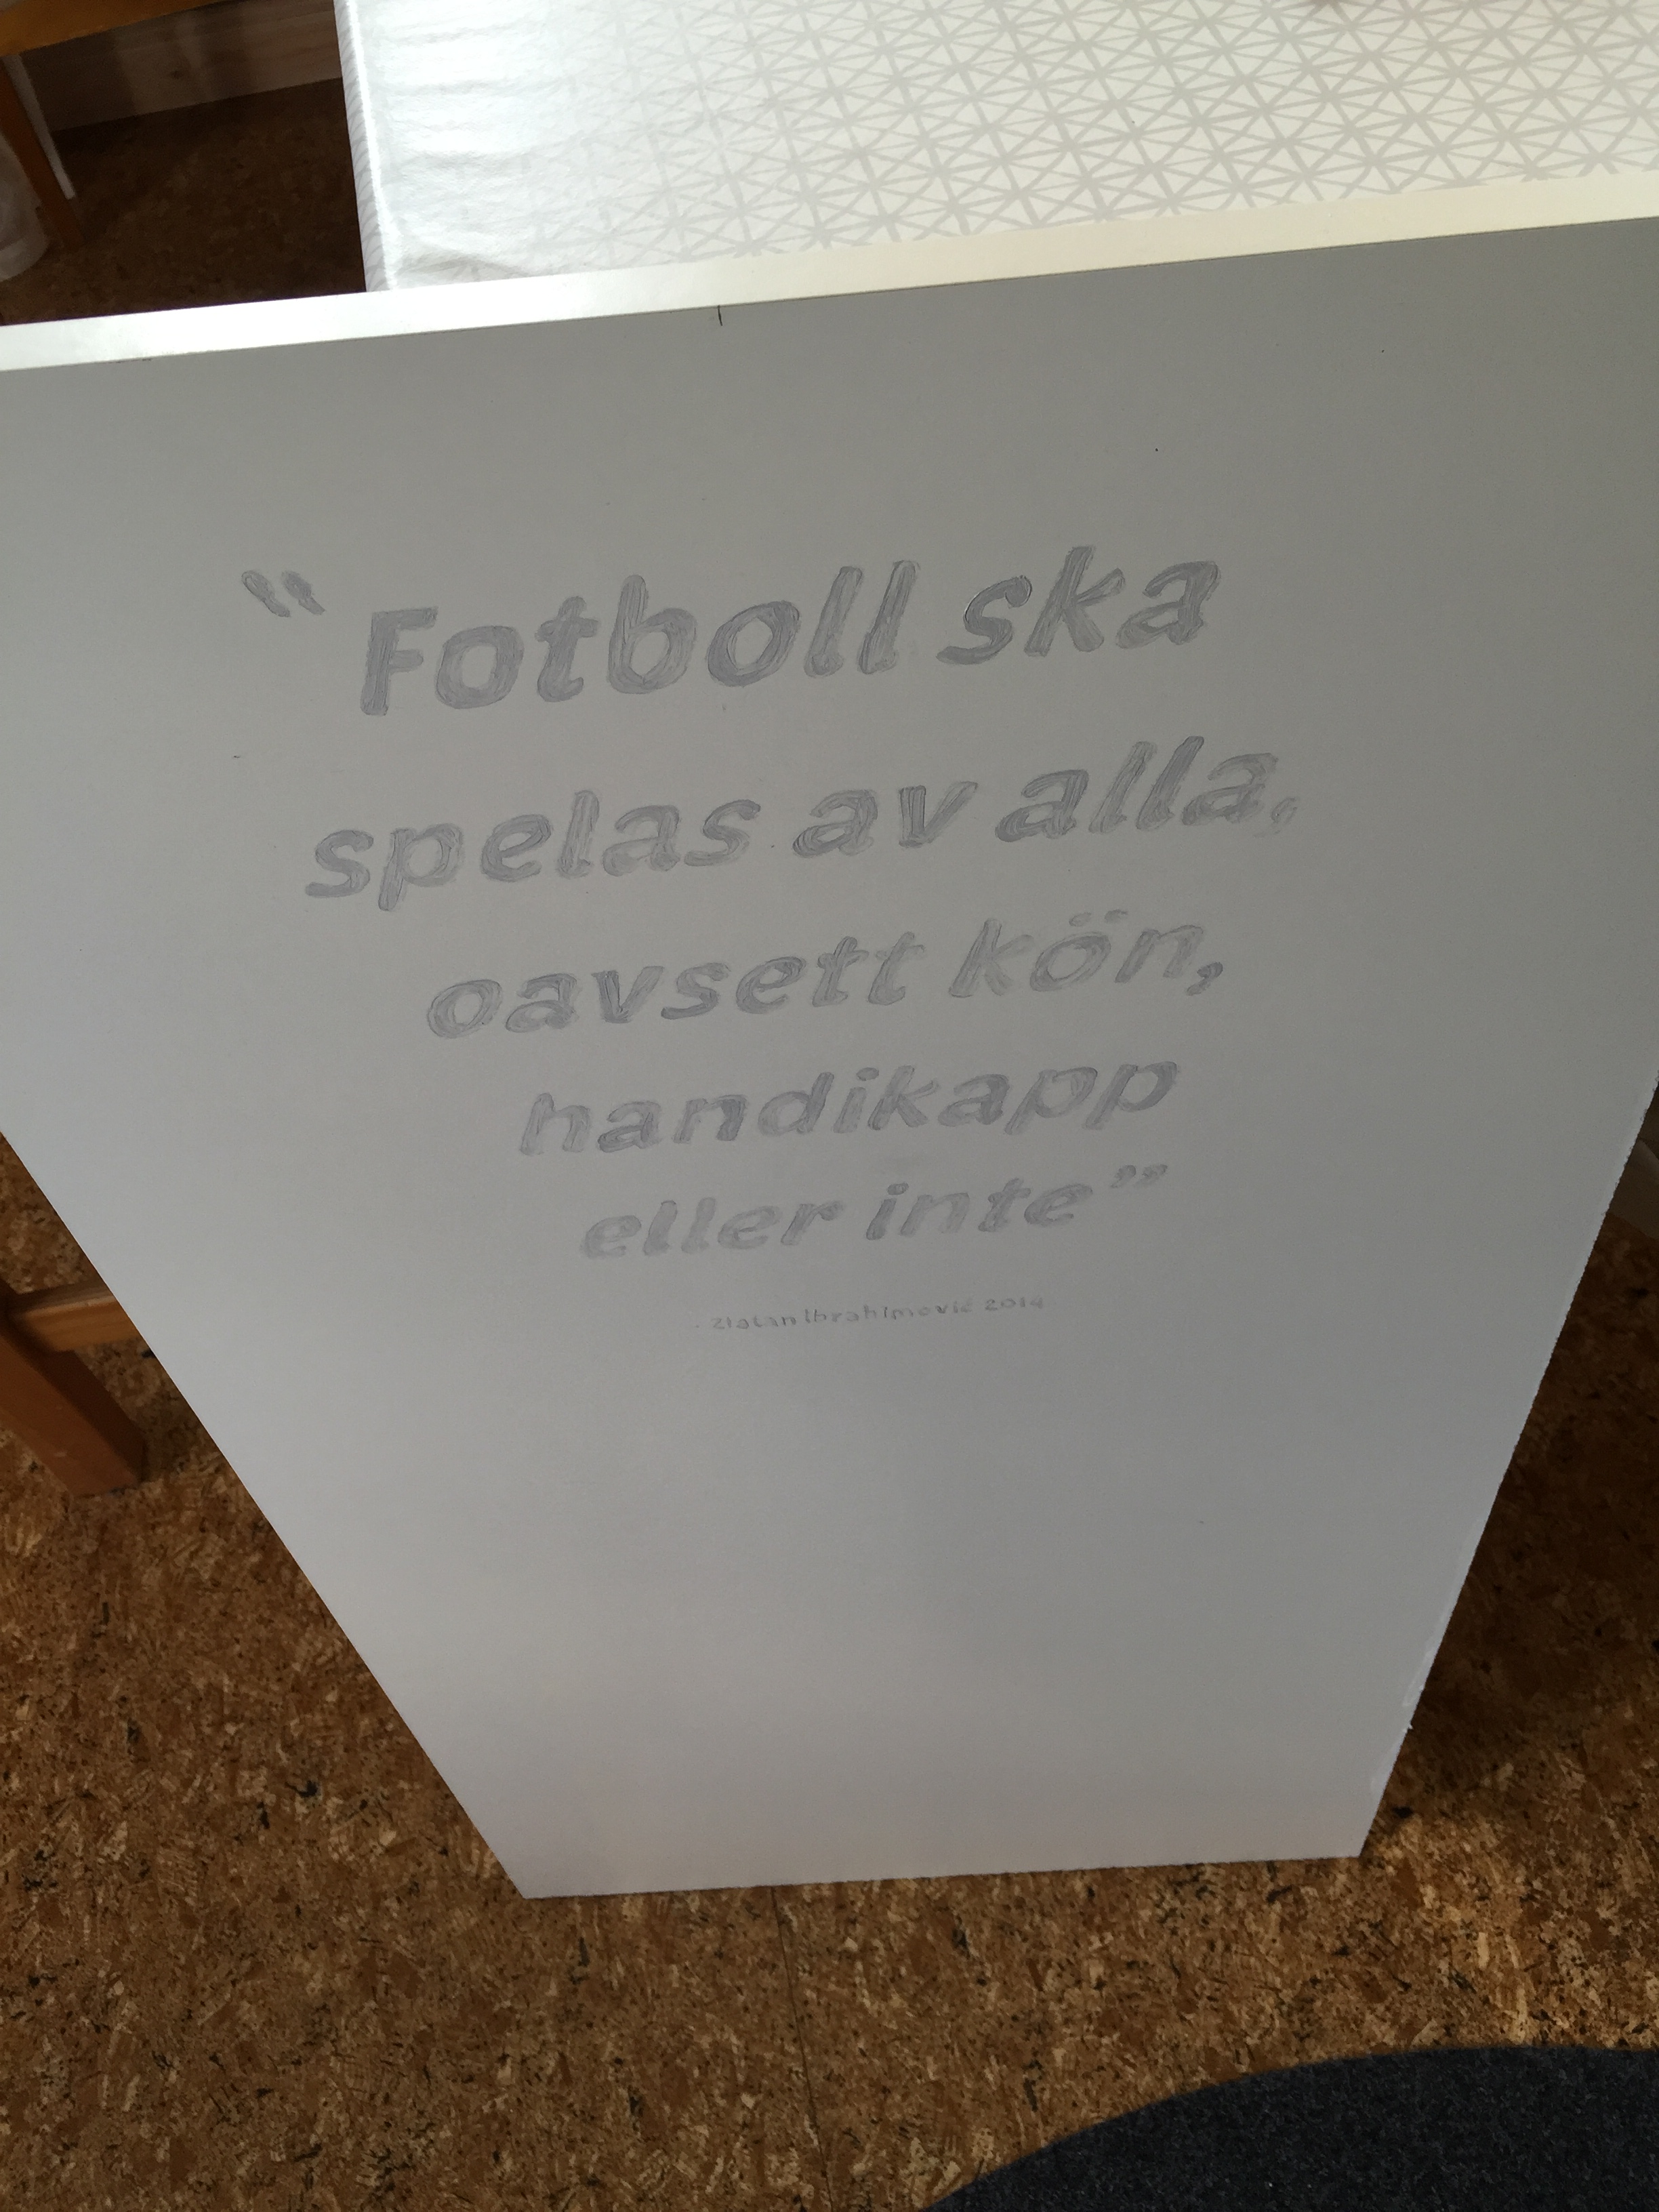 “Fotboll ska
spelas av alla,
oavsett kön,
handikapp
eller inte”
- Zlatan Ibrahimović 2014